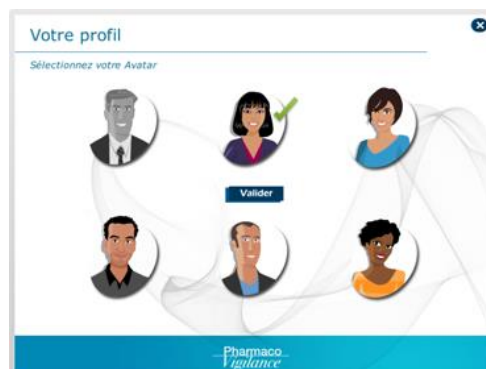 Votre profil
Sélectionnez votre Avatar
Valider
Pharmaco
Vigilance